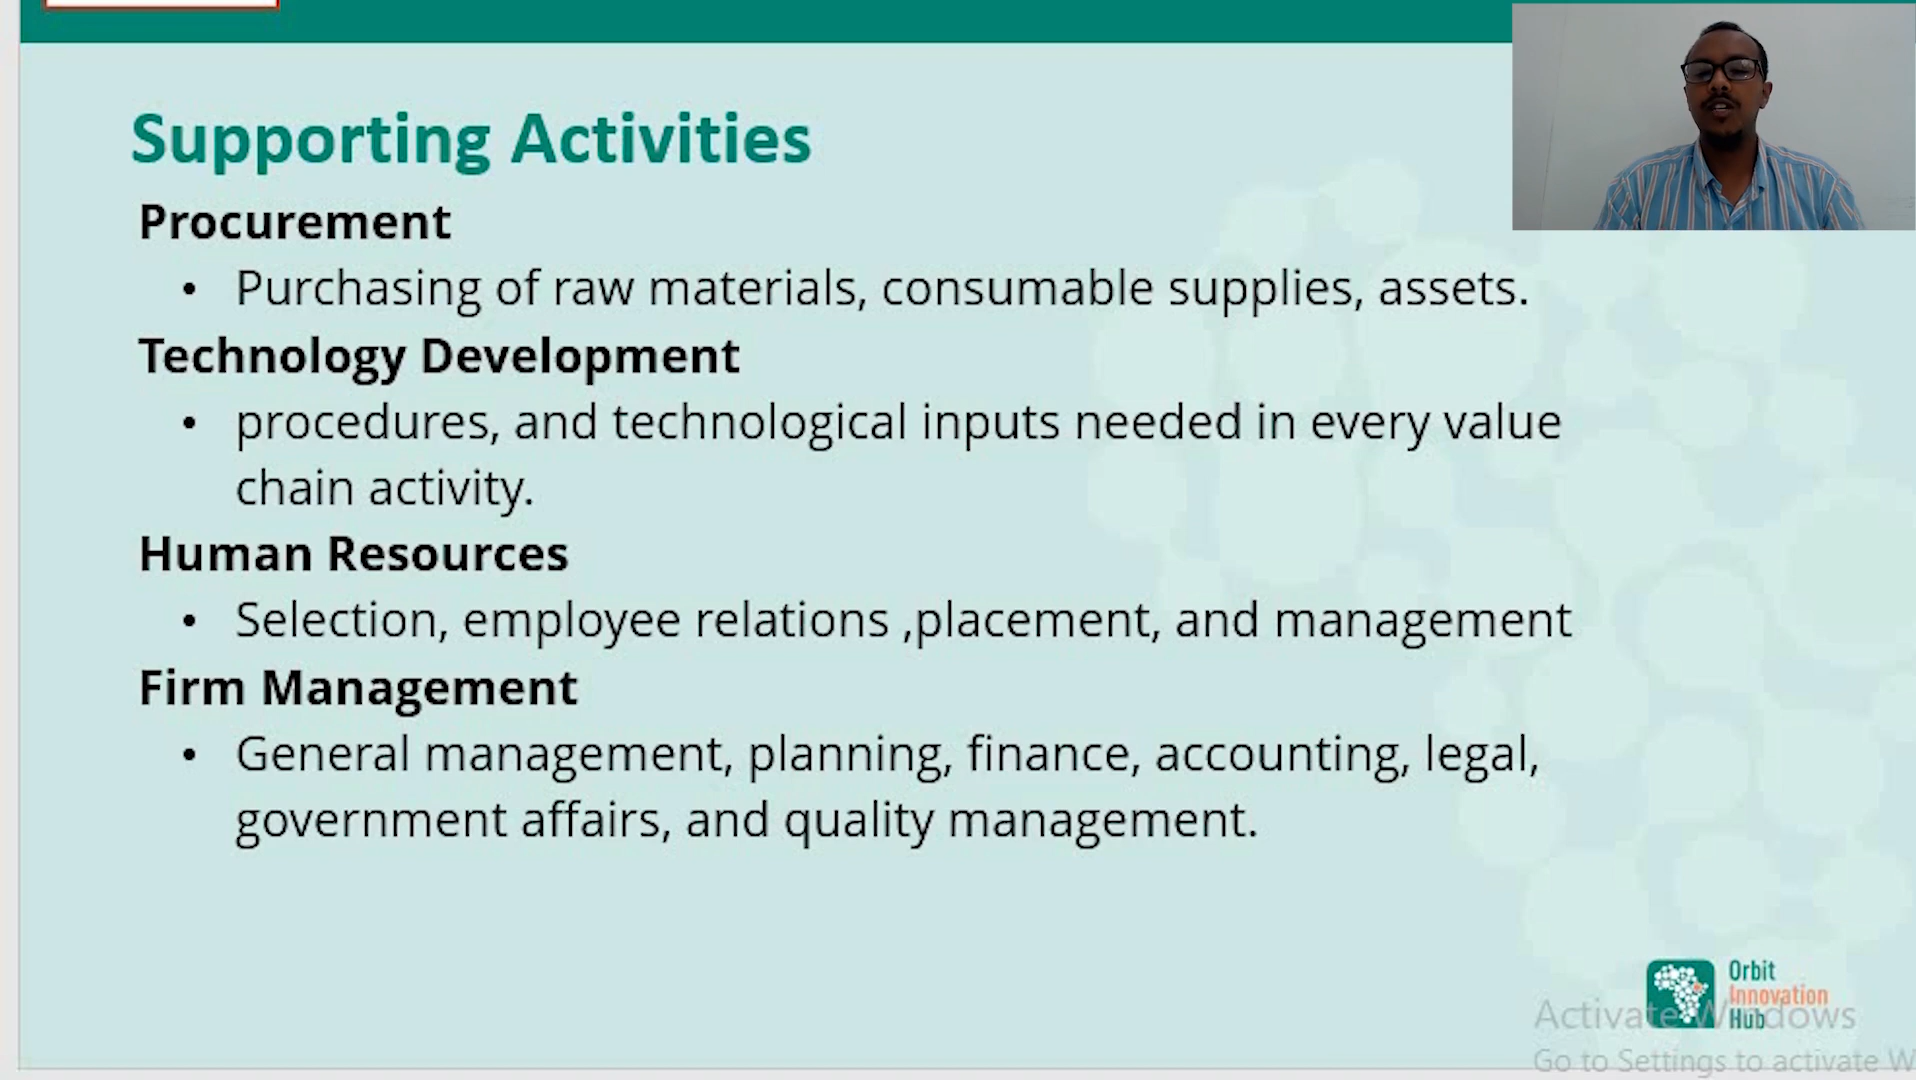 Supporting Activities
Procurement
• Purchasing of raw materials, consumable supplies, assets.
Technology Development
• procedures, and technological inputs needed in every value
chain activity.
Human Resources
• Selection, employee relations ,placement, and management
Firm Management
• General management, planning, finance, accounting, legal,
government affairs, and quality management.
Orbit
Innovation
Hub
Activate Windows
Go to Settings to activate W